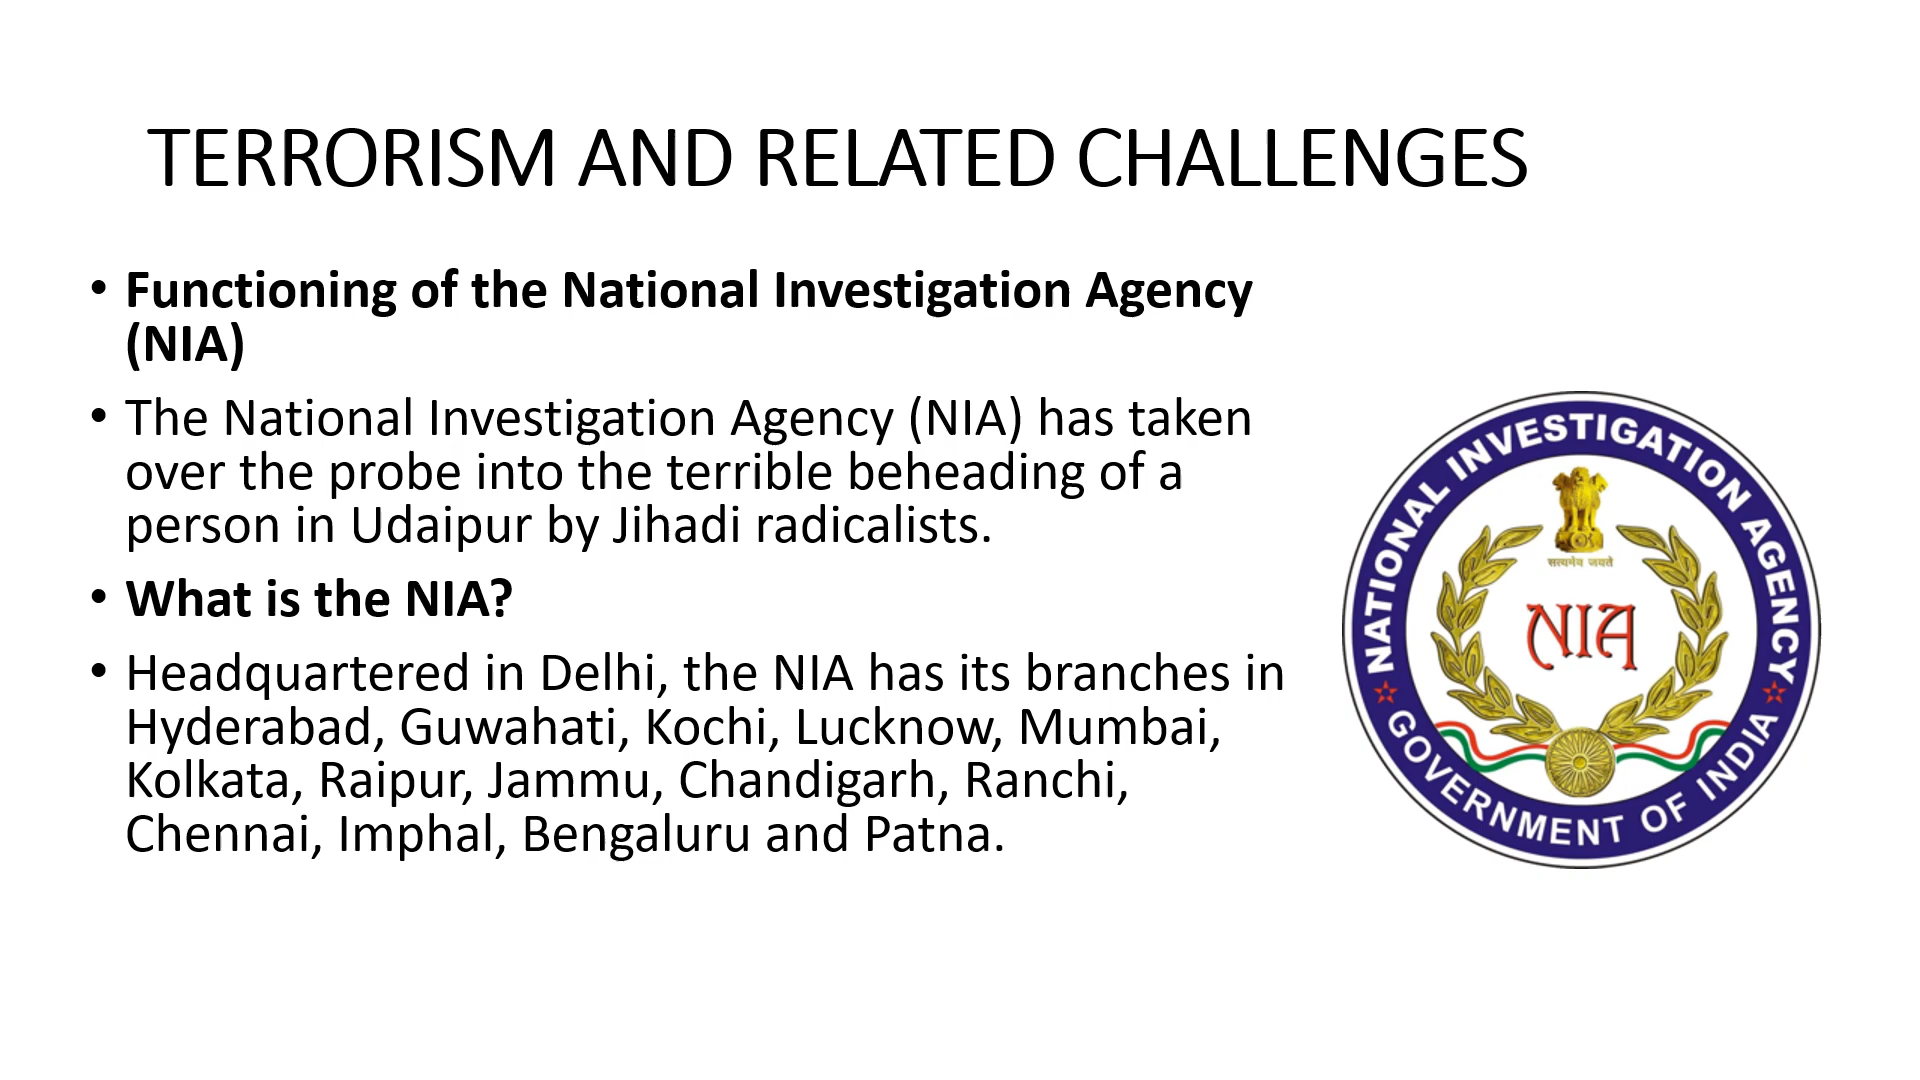 TERRORISM AND RELATED CHALLENGES
• Functioning of the National Investigation Agency
(NIA)
• The National Investigation Agency (NIA) has taken
over the probe into the terrible beheading of a
person in Udaipur by Jihadi radicalists.
• What is the NIA?
• Headquartered in Delhi, the NIA has its branches in
Hyderabad, Guwahati, Kochi, Lucknow, Mumbai,
Kolkata, Raipur, Jammu, Chandigarh, Ranchi,
Chennai, Imphal, Bengaluru and Patna.
NATIONAL INVESTIGATION AGENCY
सत्यमेव जयते
NIA
GOVERNMENT OF INDIA